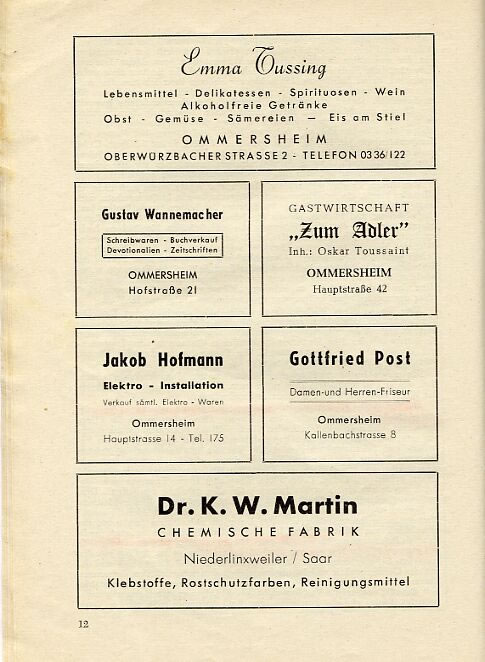 Emma Tussing
Lebensmittel - Delikatessen - Spirituosen - Wein
Alkoholfreie Getränke
Obst - Gemüse - Sämereien — Eis am Stiel
OMMERSHEIM
OBERWÜRZBACHER STRASSE 2 - TELEFON 0336/122
Gustav Wannemacher
Schreibwaren - Buchverkauf
Devotionalien - Zeitschriften
OMMERSHEIM
Hofstraße 21
GASTWIRTSCHAFT
„Zum Adler”
Inh.: Oskar Toussaint
OMMERSHEIM
Hauptstraße 42
Jakob Hofmann
Elektro - Installation
Verkauf sämtl. Elektro - Waren
Ommersheim
Hauptstrasse 14 - Tel. 175
Gottfried Post
Damen-und Herren-Friseur
Ommersheim
Kallenbachstrasse 8
Dr. K. W. Martin
CHEMISCHE FABRIK
Niederlinxweiler / Saar
Klebstoffe, Rostschutzfarben, Reinigungsmittel
12